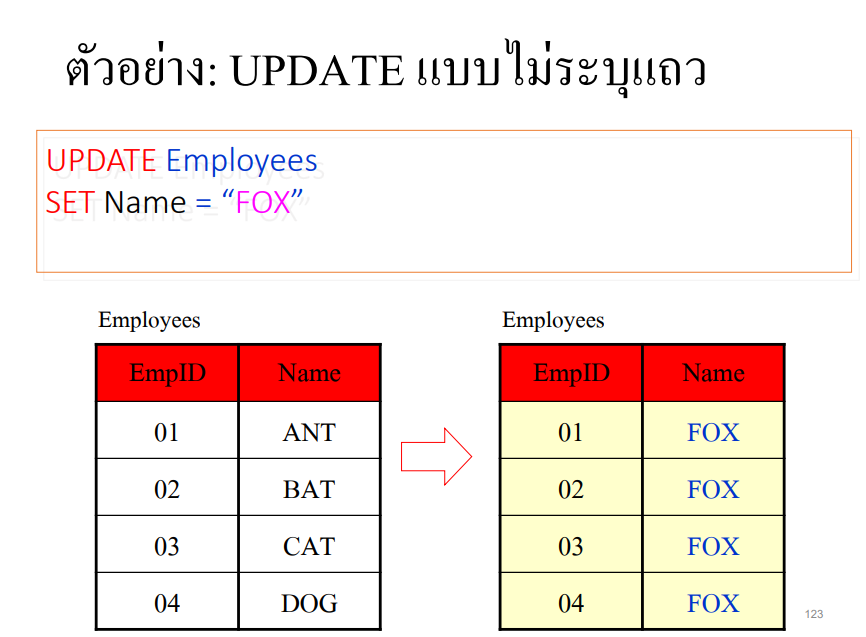 ตัวอย่าง: UPDATE แบบไม่ระบุแถว
UPDATE Employees
SET Name = “FOX”
Employees
EmpID Name
01 ANT
02 BAT
03 CAT
04 DOG
Employees
EmpID Name
01 FOX
02 FOX
03 FOX
04 FOX
123